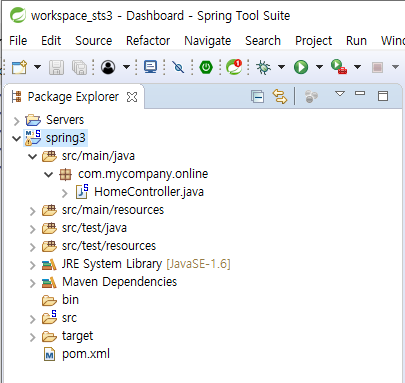 workspace_sts3 - Dashboard - Spring Tool Suite
File Edit Source Refactor Navigate Search Project Run Wind
Package Explorer
Servers
spring3
src/main/java
com.mycompany.online
HomeController.java
src/main/resources
src/test/java
src/test/resources
JRE System Library [JavaSE-1.6]
Maven Dependencies
bin
src
target
pom.xml